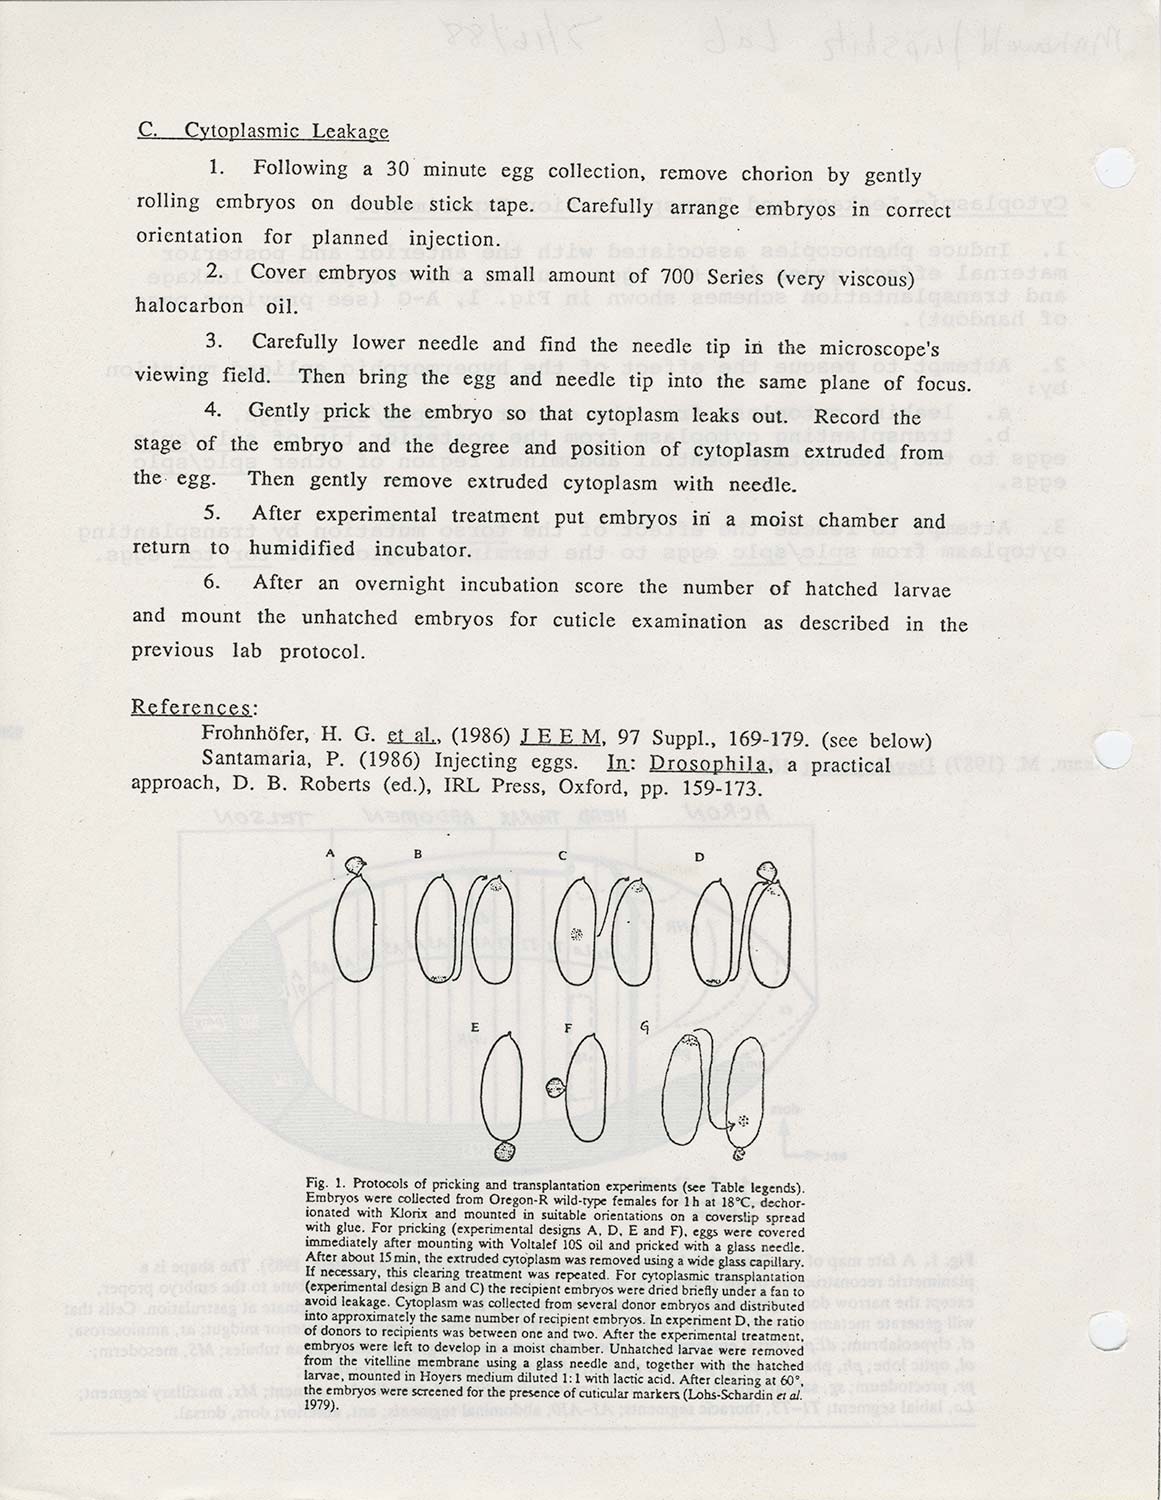 C. Cytoplasmic Leakage
1. Following a 30 minute egg collection, remove chorion by gently
rolling embryos on double stick tape. Carefully arrange embryos in correct
orientation for planned injection.
2. Cover embryos with a small amount of 700 Series (very viscous)
halocarbon oil.
3. Carefully lower needle and find the needle tip in the microscope's
viewing field. Then bring the egg and needle tip into the same plane of focus.
4. Gently prick the embryo so that cytoplasm leaks out. Record the
stage of the embryo and the degree and position of cytoplasm extruded from
the egg. Then gently remove extruded cytoplasm with needle.
5. After experimental treatment put embryos in a moist chamber and
return to humidified incubator.
6. After an overnight incubation score the number of hatched larvae
and mount the unhatched embryos for cuticle examination as described in the
previous lab protocol.
References:
Frohnhöfer, H. G. et al., (1986) J E E M, 97 Suppl., 169-179. (see below)
Santamaria, P. (1986) Injecting eggs. In: Drosophila, a practical
approach, D. B. Roberts (ed.), IRL Press, Oxford, pp. 159-173.
A B C D
E F G
Fig. 1. Protocols of pricking and transplantation experiments (see Table legends).
Embryos were collected from Oregon-R wild-type females for 1 h at 18°C, dechor-
ionated with Klorix and mounted in suitable orientations on a coverslip spread
with glue. For pricking (experimental designs A, D, E and F), eggs were covered
immediately after mounting with Voltalef 10S oil and pricked with a glass needle.
After about 15 min, the extruded cytoplasm was removed using a wide glass capillary.
If necessary, this clearing treatment was repeated. For cytoplasmic transplantation
(experimental design B and C) the recipient embryos were dried briefly under a fan to
avoid leakage. Cytoplasm was collected from several donor embryos and distributed
into approximately the same number of recipient embryos. In experiment D, the ratio
of donors to recipients was between one and two. After the experimental treatment,
embryos were left to develop in a moist chamber. Unhatched larvae were removed
from the vitelline membrane using a glass needle and, together with the hatched
larvae, mounted in Hoyers medium diluted 1:1 with lactic acid. After clearing at 60°,
the embryos were screened for the presence of cuticular markers (Lohs-Schardin et al.
1979).